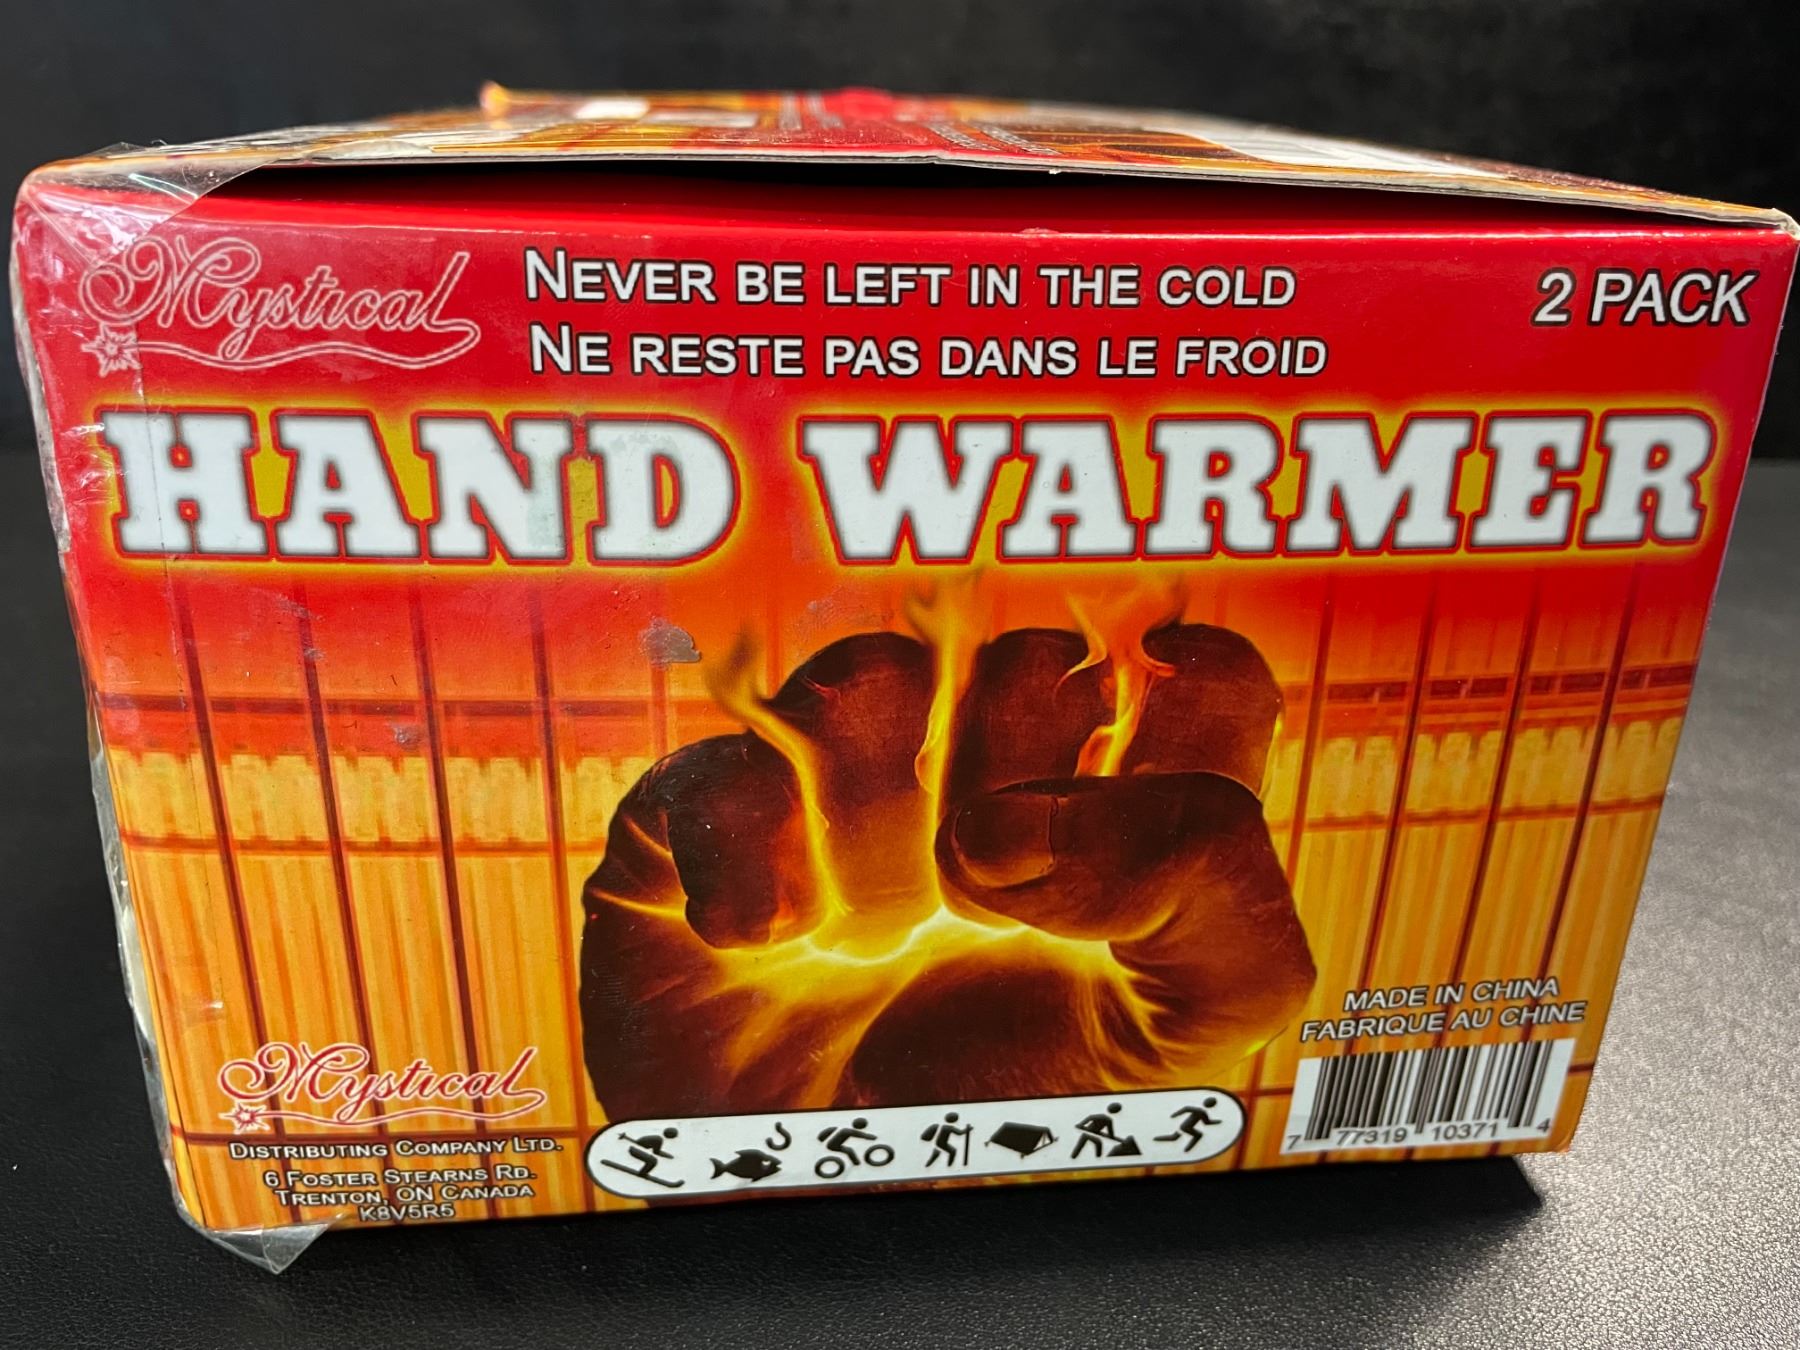 Mystical
NEVER BE LEFT IN THE COLD
NE RESTE PAS DANS LE FROID
2 PACK
HAND WARMER
MADE IN CHINA
FABRIQUE AU CHINE
7 77319 10371 4
Mystical
DISTRIBUTING COMPANY LTD.
6 FOSTER STEARNS RD.
TRENTON, ON CANADA
K8V5R5